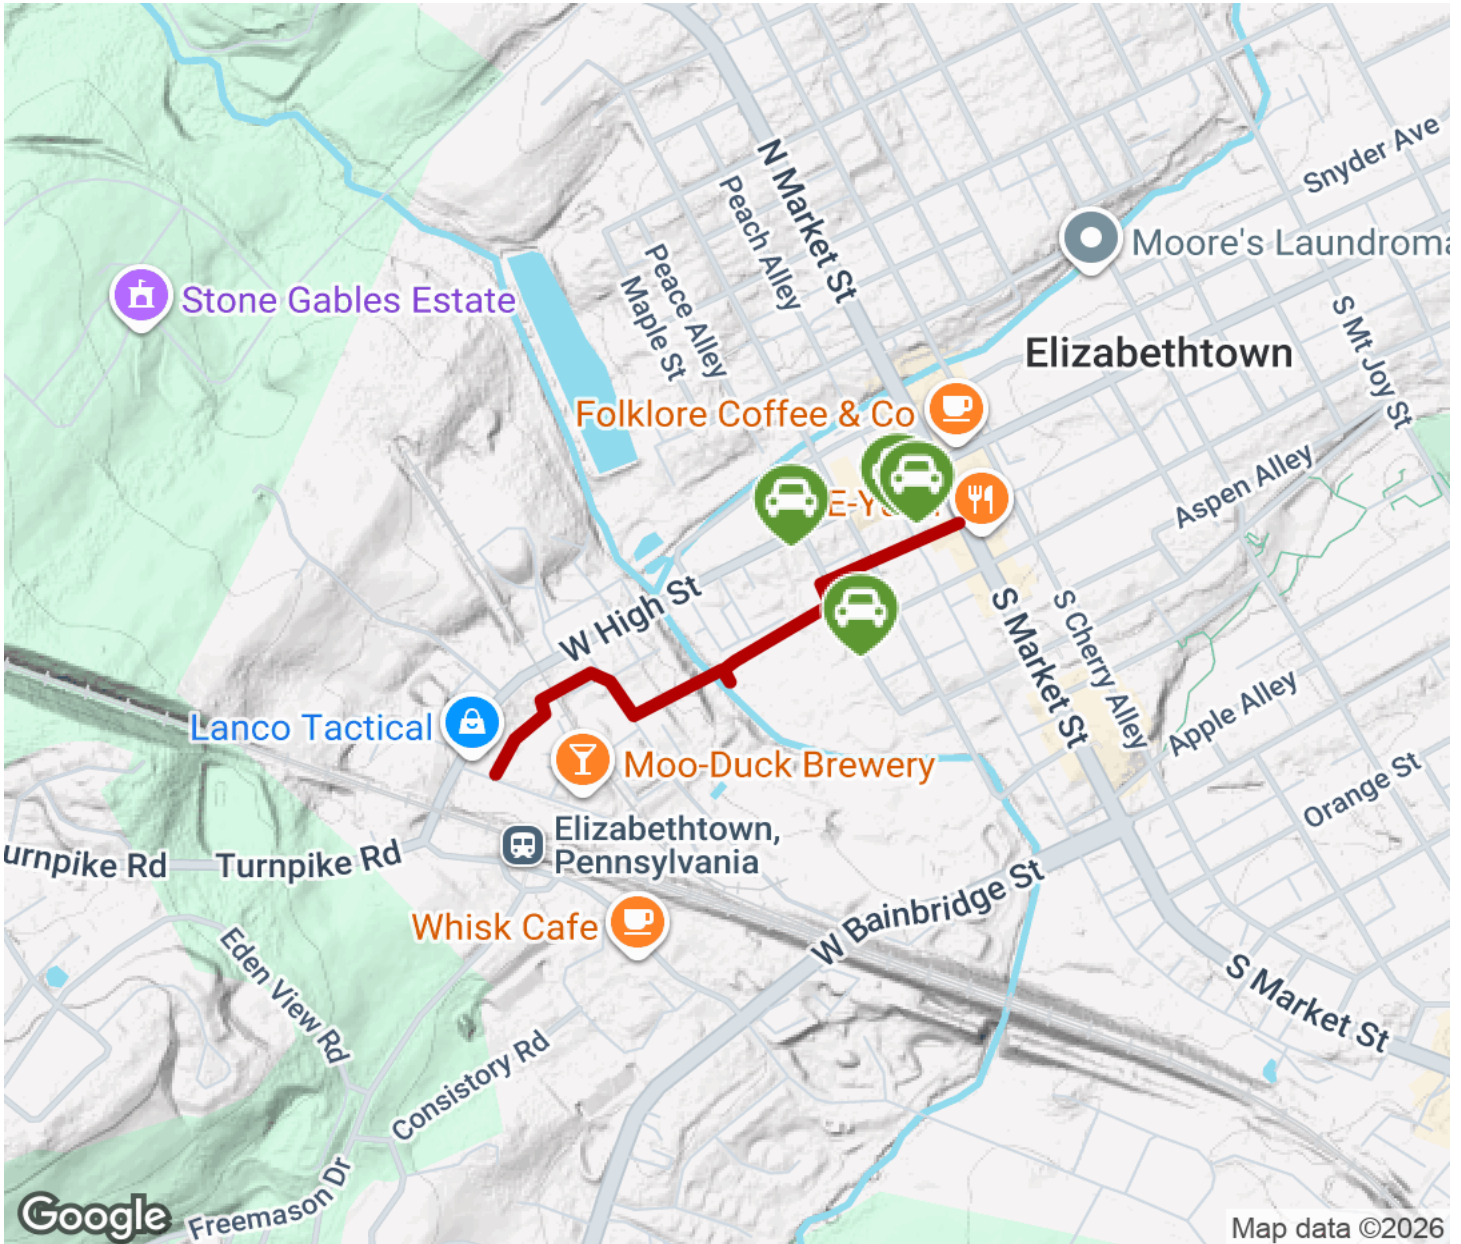 Snyder Ave
N Market St
Peach Alley
Moore's Laundroma
Peace Alley
Maple St
Stone Gables Estate
S Mt Joy St
Elizabethtown
Folklore Coffee & Co
Aspen Alley
W High St
S Market St
S Cherry Alley
Apple Alley
Lanco Tactical
Moo-Duck Brewery
Orange St
Elizabethtown,
Pennsylvania
urnpike Rd
Turnpike Rd
W Bainbridge St
Whisk Cafe
Eden View Rd
S Market St
Consistory Rd
Freemason Dr
Google
Map data ©2026